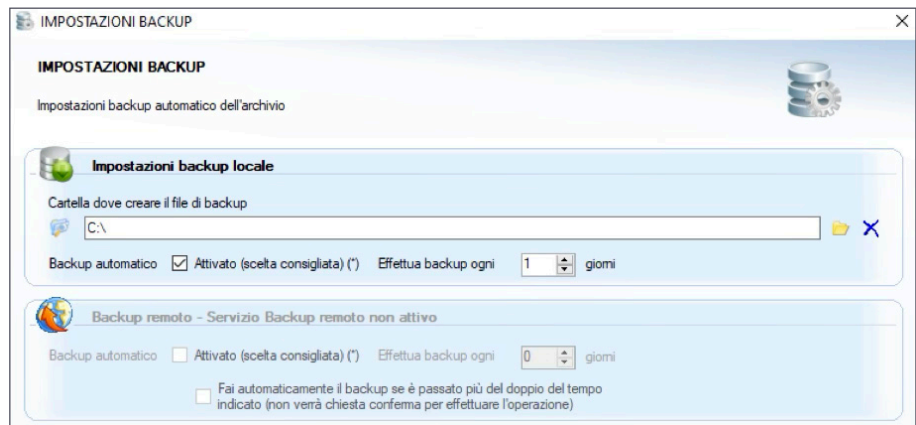 IMPOSTAZIONI BACKUP
IMPOSTAZIONI BACKUP
Impostazioni backup automatico dell'archivio
Impostazioni backup locale
Cartella dove creare il file di backup
C:\
Backup automatico Attivato (scelta consigliata) (*) Effettua backup ogni 1 giorni
Backup remoto - Servizio Backup remoto non attivo
Backup automatico Attivato (scelta consigliata) (*) Effettua backup ogni 0 giorni
Fai automaticamente il backup se è passato più del doppio del tempo
indicato (non verrà chiesta conferma per effettuare l'operazione)